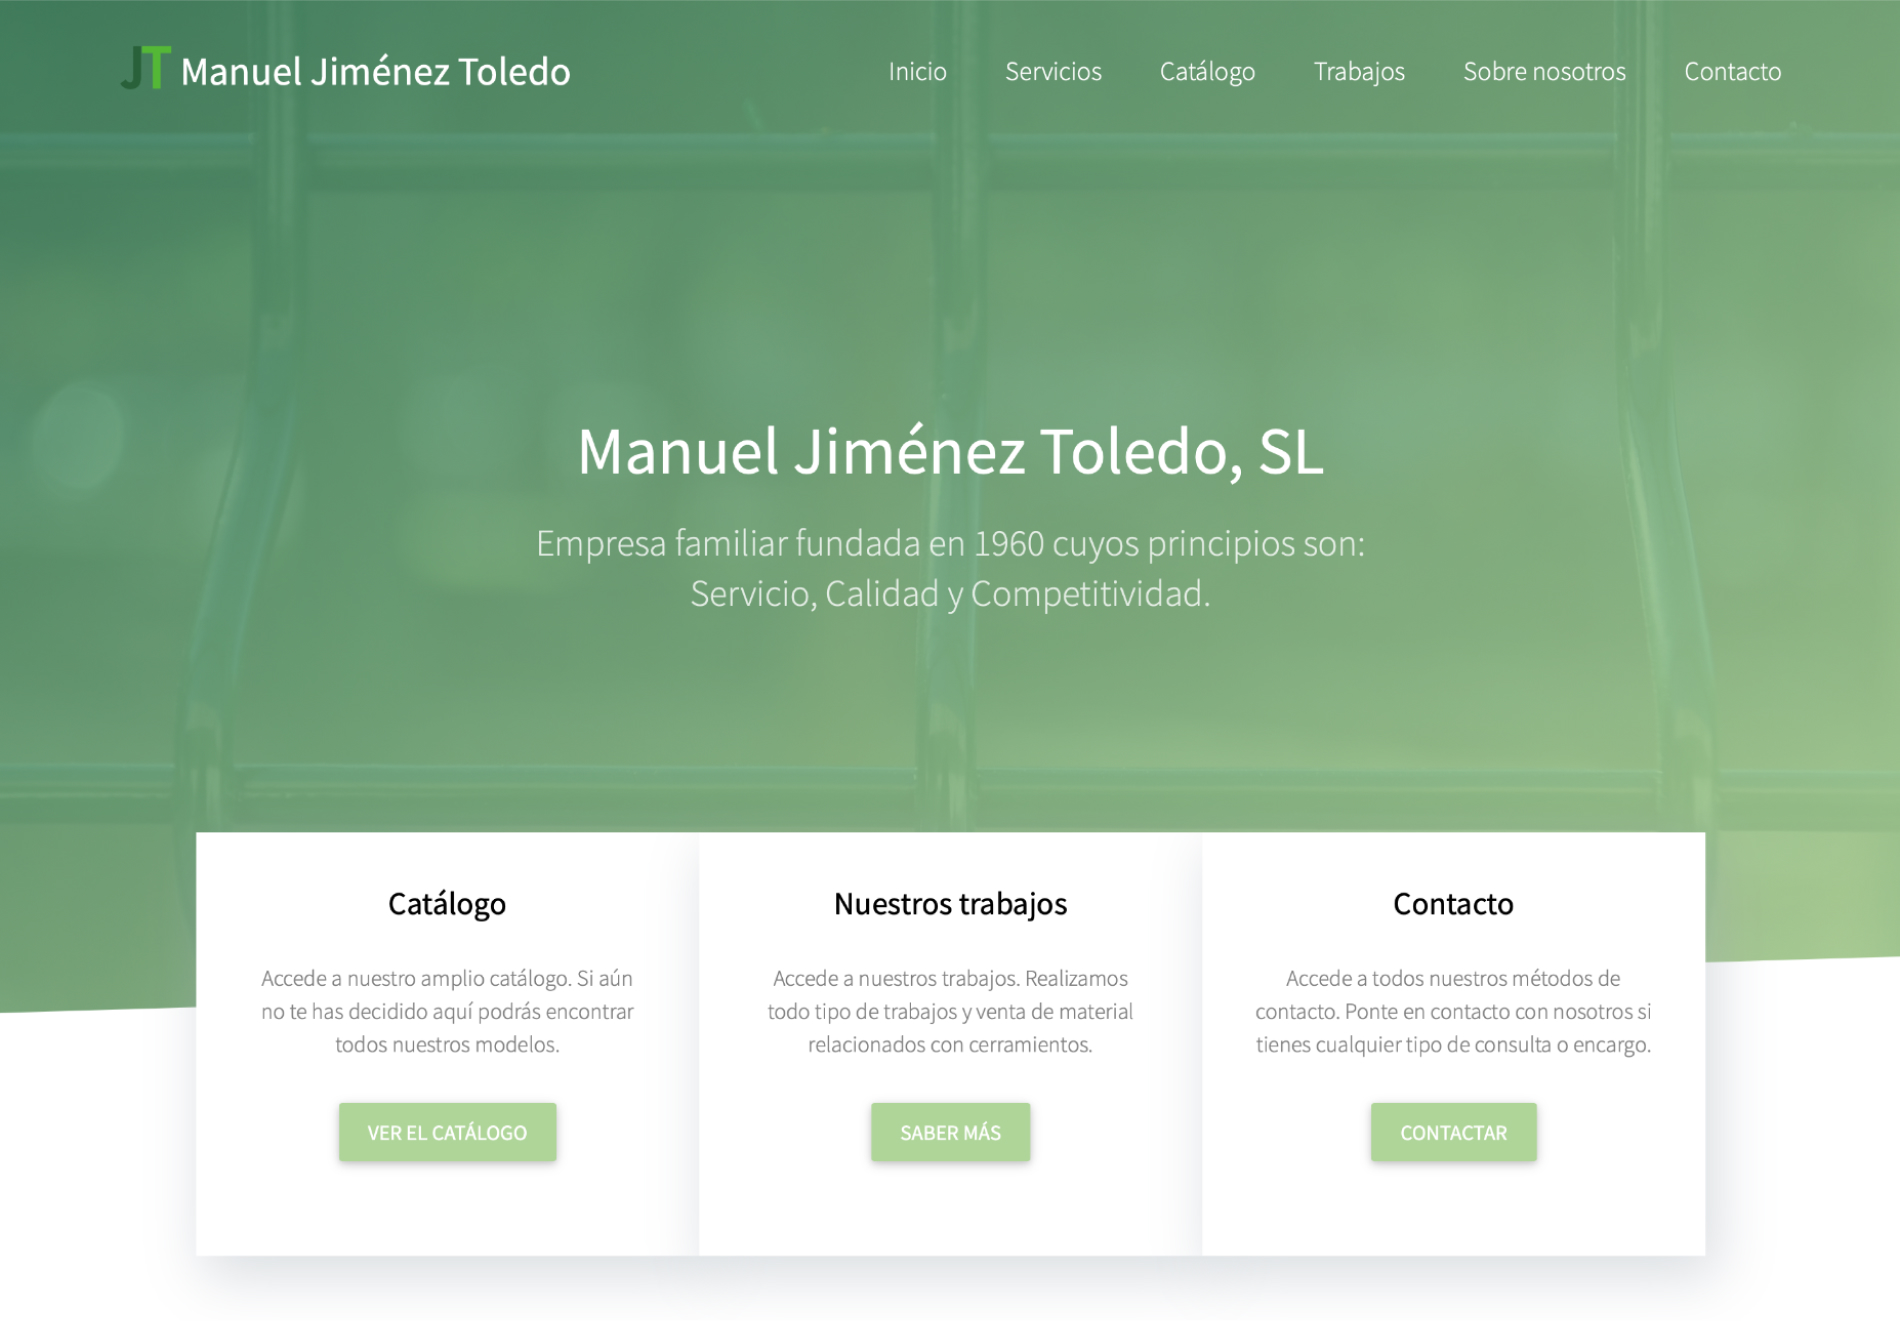 JT Manuel Jiménez Toledo
Inicio Servicios Catálogo Trabajos Sobre nosotros Contacto
Manuel Jiménez Toledo, SL
Empresa familiar fundada en 1960 cuyos principios son:
Servicio, Calidad y Competitividad.
Catálogo
Accede a nuestro amplio catálogo. Si aún
no te has decidido aquí podrás encontrar
todos nuestros modelos.
VER EL CATÁLOGO
Nuestros trabajos
Accede a nuestros trabajos. Realizamos
todo tipo de trabajos y venta de material
relacionados con cerramientos.
SABER MÁS
Contacto
Accede a todos nuestros métodos de
contacto. Ponte en contacto con nosotros si
tienes cualquier tipo de consulta o encargo.
CONTACTAR